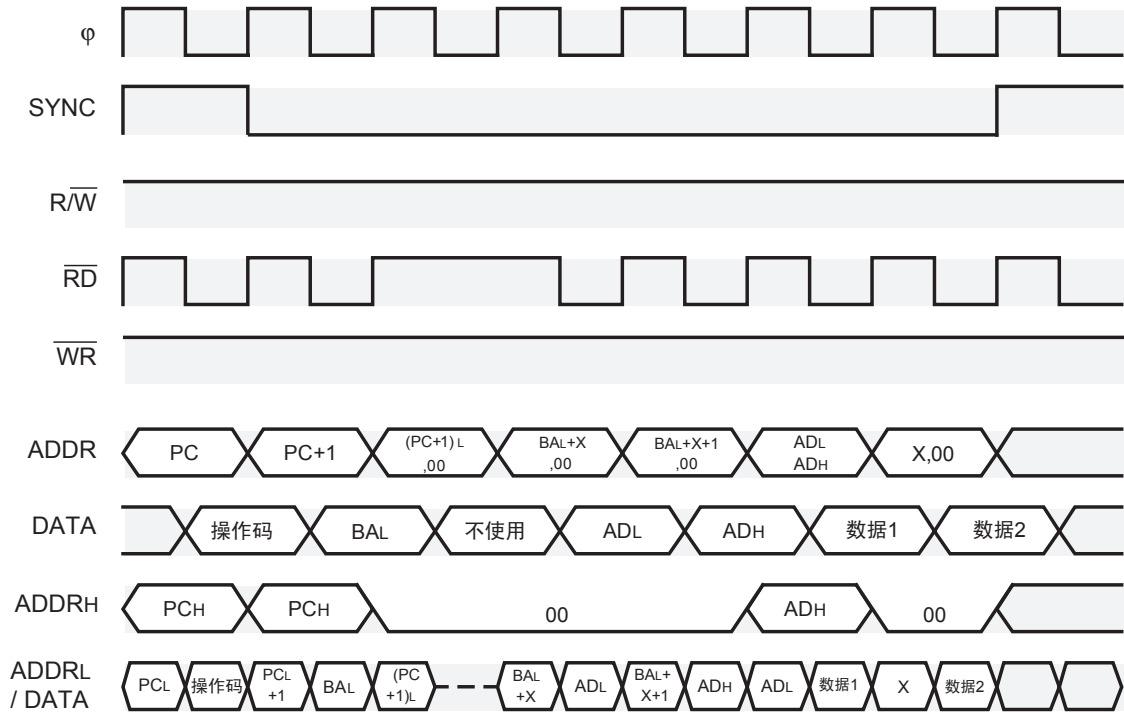 φ
SYNC
R/W
RD
WR
ADDR
PC
PC+1
(PC+1) L
,00
BAL+X
,00
BAL+X+1
,00
ADL
ADH
X,00
DATA
操作码
BAL
不使用
ADL
ADH
数据1
数据2
ADDRH
PCH
PCH
00
ADH
00
ADDRL
/ DATA
PCL
操作码
PCL
+1
BAL
(PC
+1)L
BAL
+X
ADL
BAL+
X+1
ADH
ADL
数据1
X
数据2